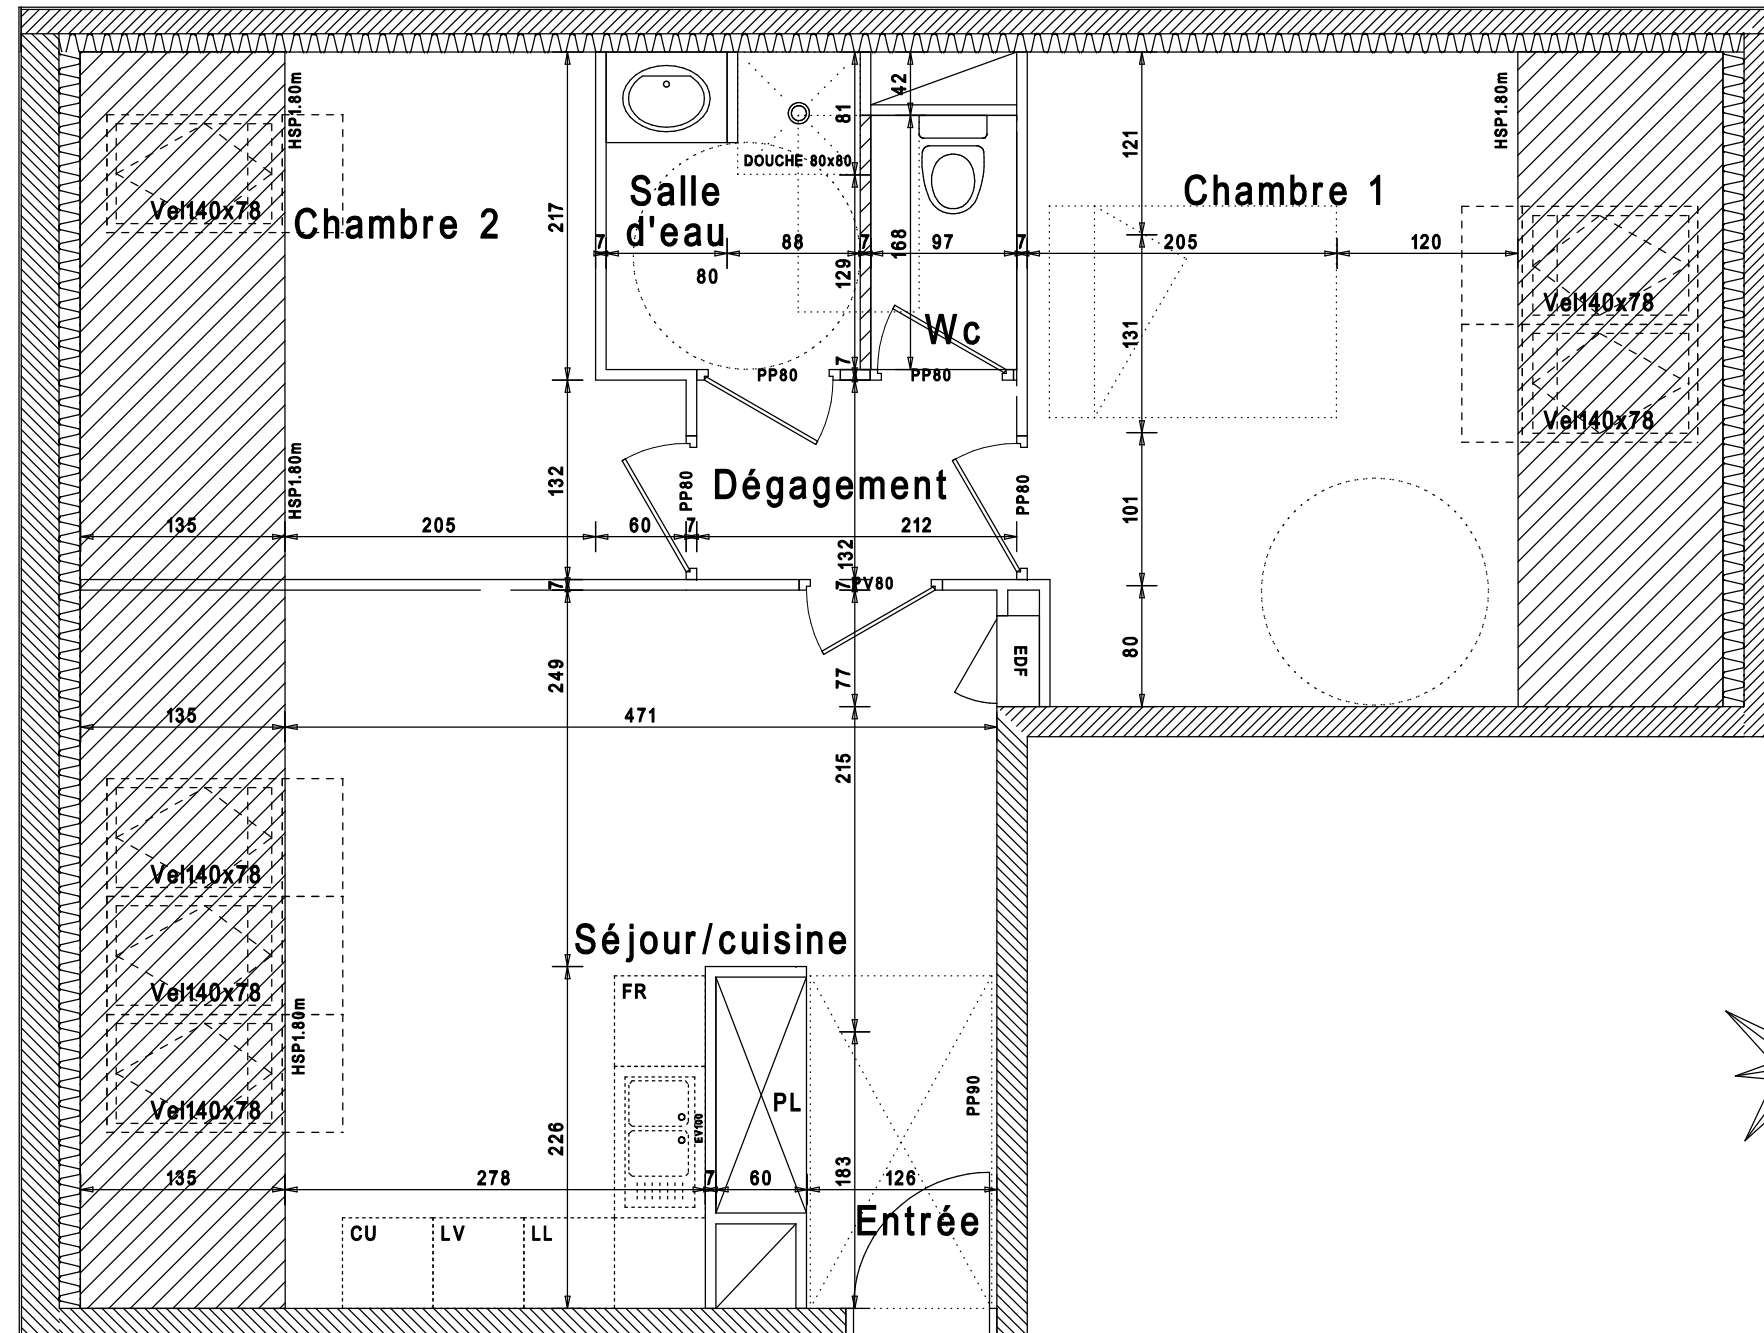 HSP1.80m
HSP1.80m
42
81
121
DOUCHE 80x80
Vel140x78
Chambre 2
Salle
d'eau
Chambre 1
217
7
88
7
168
97
7
205
120
80
129
Vel140x78
Wc
131
7
PP80
PP80
Vel140x78
HSP1.80m
132
PP80
Dégagement
PP80
101
135
205
60
7
212
132
7
7
PV80
249
77
EDF
80
135
471
215
Vel140x78
Séjour/cuisine
Vel140x78
FR
HSP1.80m
PL
PP90
Vel140x78
EV100
226
135
278
7
60
183
126
Entrée
CU
LV
LL